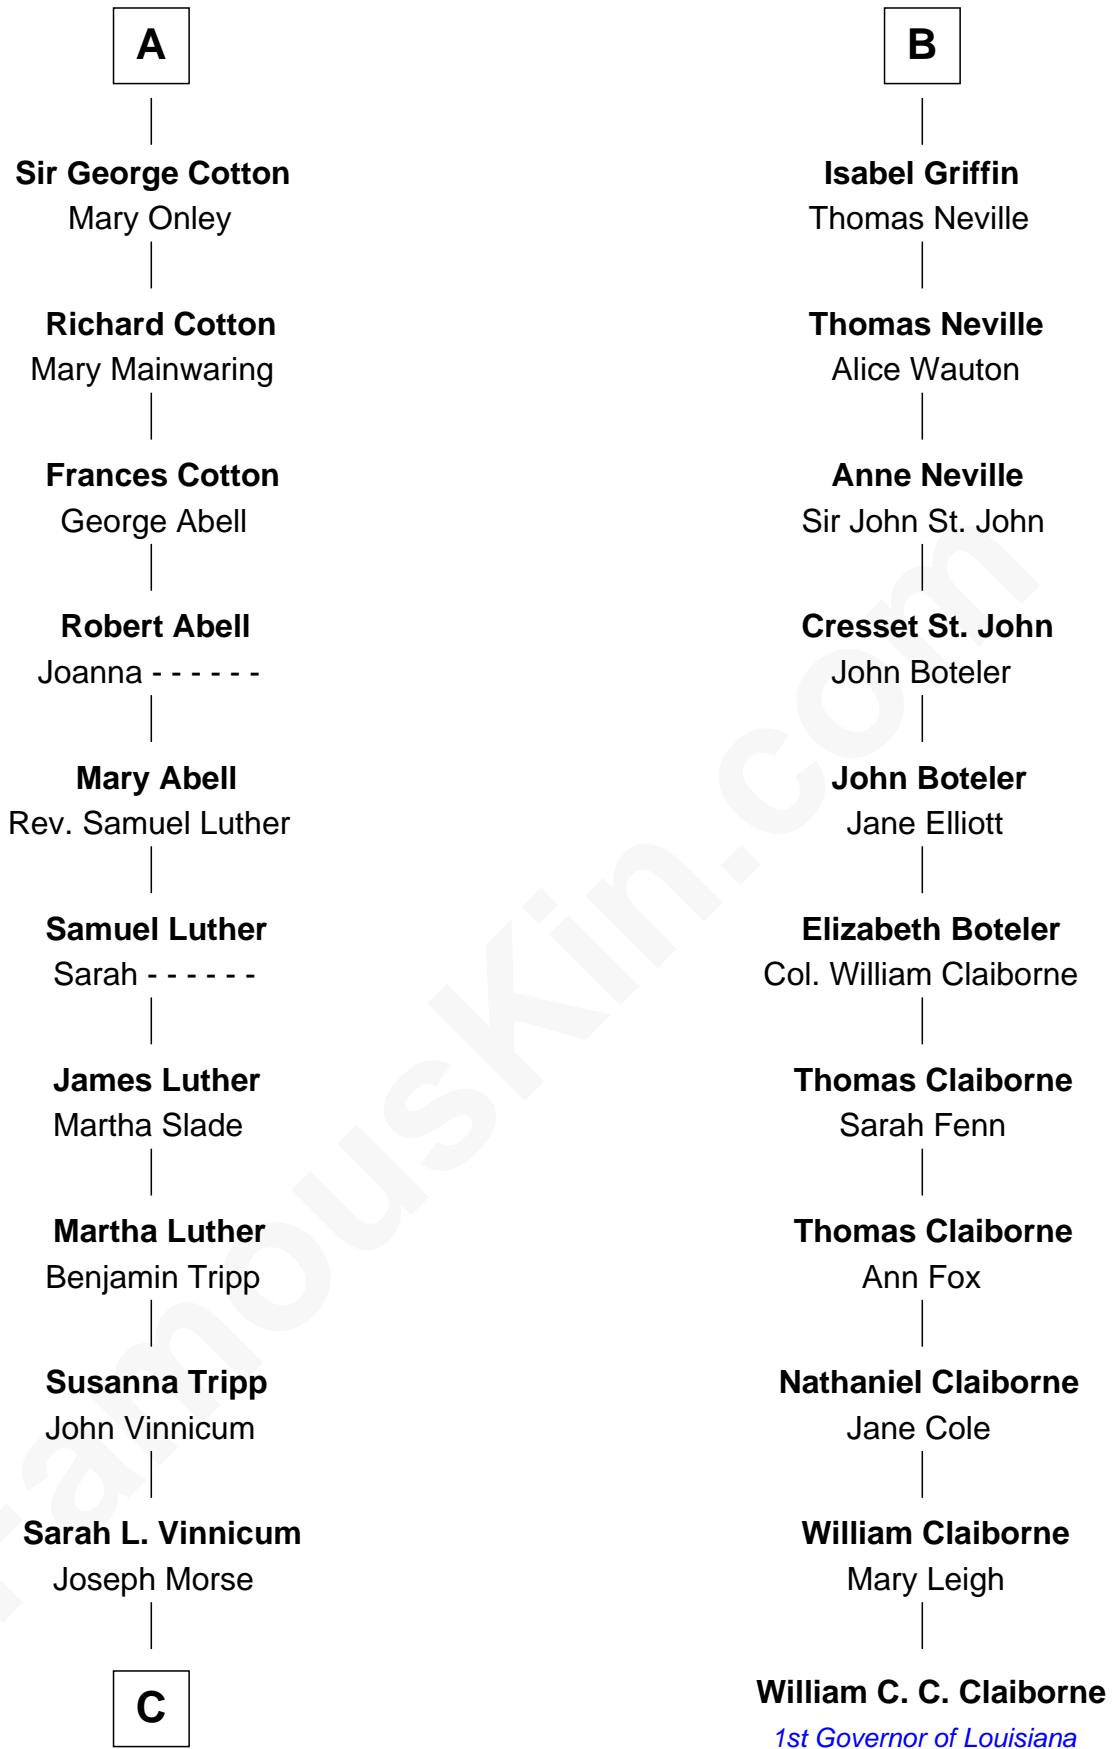 A
Sir George Cotton
Mary Onley
Richard Cotton
Mary Mainwaring
Frances Cotton
George Abell
Robert Abell
Joanna - - - - - -
Mary Abell
Rev. Samuel Luther
Samuel Luther
Sarah - - - - - -
James Luther
Martha Slade
Martha Luther
Benjamin Tripp
Susanna Tripp
John Vinnicum
Sarah L. Vinnicum
Joseph Morse
C
B
Isabel Griffin
Thomas Neville
Thomas Neville
Alice Wauton
Anne Neville
Sir John St. John
Cresset St. John
John Boteler
John Boteler
Jane Elliott
Elizabeth Boteler
Col. William Claiborne
Thomas Claiborne
Sarah Fenn
Thomas Claiborne
Ann Fox
Nathaniel Claiborne
Jane Cole
William Claiborne
Mary Leigh
William C. C. Claiborne
1st Governor of Louisiana
FamousKin.com